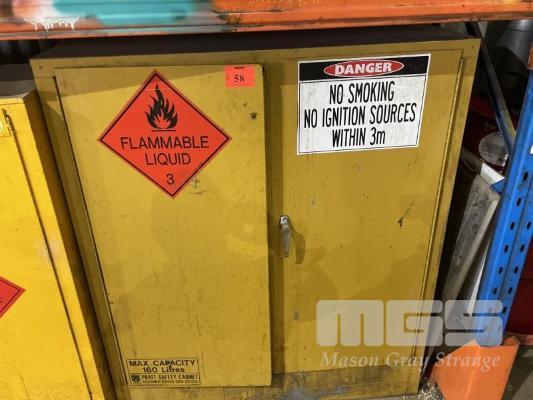 58
DANGER
NO SMOKING
NO IGNITION SOURCES
WITHIN 3m
FLAMMABLE
LIQUID
3
MAX CAPACITY
160 Litres
PRATT SAFETY CABINET
MGS
Mason Gray Strange